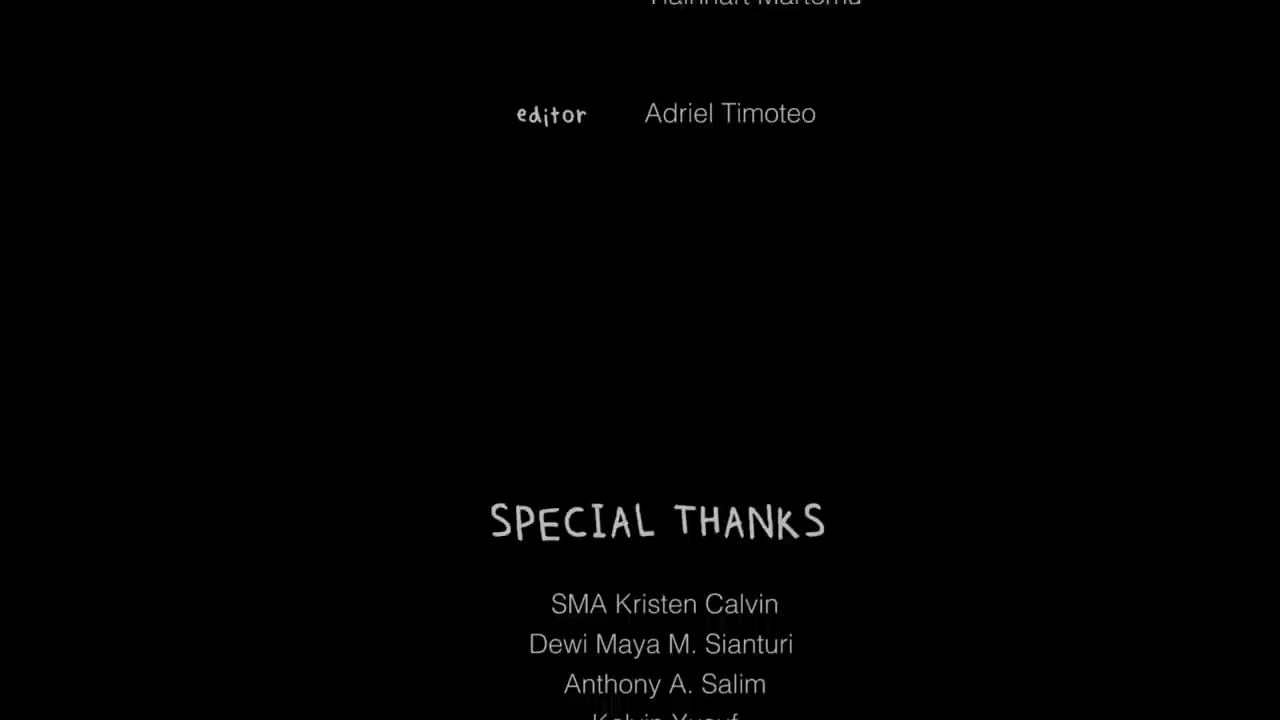 editor Adriel Timoteo
SPECIAL THANKS
SMA Kristen Calvin
Dewi Maya M. Sianturi
Anthony A. Salim